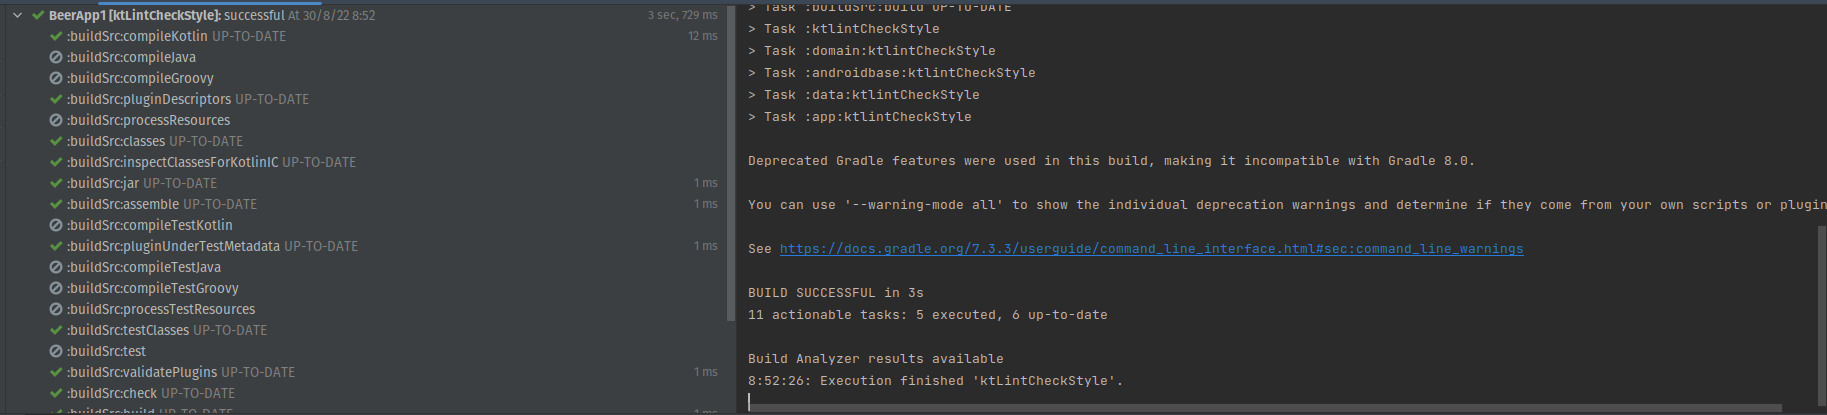 BeerApp1 [ktLintCheckStyle]: successful At 30/8/22 8:52 3 sec, 729 ms
:buildSrc:compileKotlin UP-TO-DATE 12 ms
:buildSrc:compileJava
:buildSrc:compileGroovy
:buildSrc:pluginDescriptors UP-TO-DATE
:buildSrc:processResources
:buildSrc:classes UP-TO-DATE
:buildSrc:inspectClassesForKotlinIC UP-TO-DATE
:buildSrc:jar UP-TO-DATE 1 ms
:buildSrc:assemble UP-TO-DATE 1 ms
:buildSrc:compileTestKotlin
:buildSrc:pluginUnderTestMetadata UP-TO-DATE 1 ms
:buildSrc:compileTestJava
:buildSrc:compileTestGroovy
:buildSrc:processTestResources
:buildSrc:testClasses UP-TO-DATE
:buildSrc:test
:buildSrc:validatePlugins UP-TO-DATE 1 ms
:buildSrc:check UP-TO-DATE
:buildSrc:build UP-TO-DATE 1 ms
> Task :buildSrc:build UP-TO-DATE
> Task :ktlintCheckStyle
> Task :domain:ktlintCheckStyle
> Task :androidbase:ktlintCheckStyle
> Task :data:ktlintCheckStyle
> Task :app:ktlintCheckStyle
Deprecated Gradle features were used in this build, making it incompatible with Gradle 8.0.
You can use '--warning-mode all' to show the individual deprecation warnings and determine if they come from your own scripts or plugin
See https://docs.gradle.org/7.3.3/userguide/command_line_interface.html#sec:command_line_warnings
BUILD SUCCESSFUL in 3s
11 actionable tasks: 5 executed, 6 up-to-date
Build Analyzer results available
8:52:26: Execution finished 'ktLintCheckStyle'.